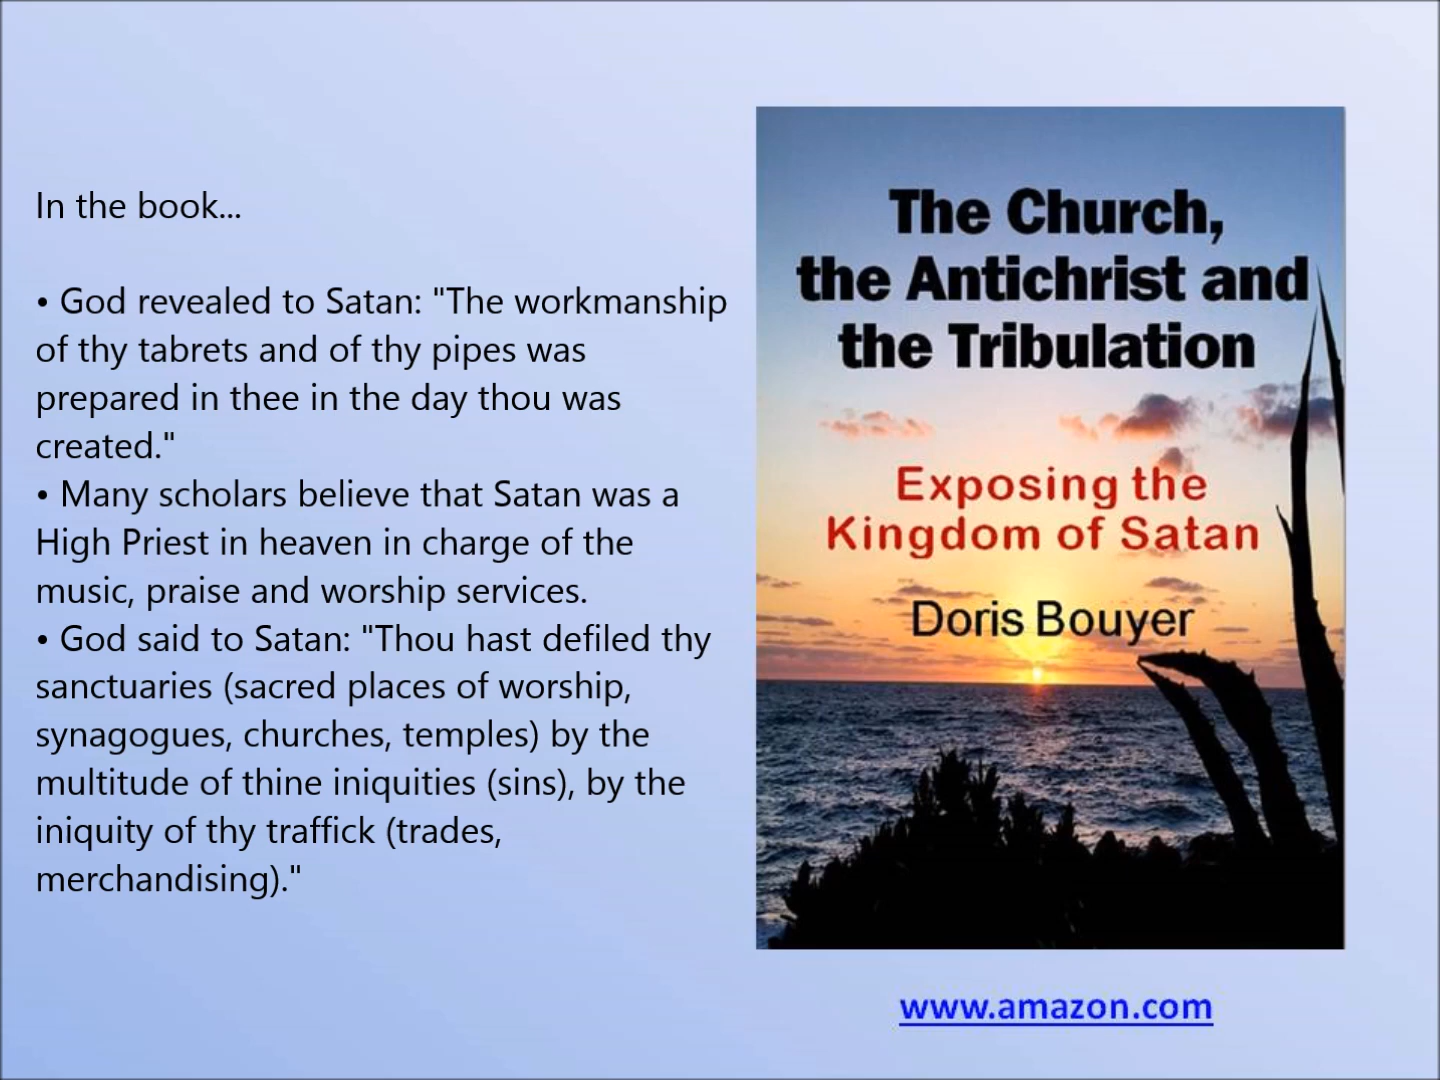 In the book...
• God revealed to Satan: "The workmanship
of thy tabrets and of thy pipes was
prepared in thee in the day thou was
created."
• Many scholars believe that Satan was a
High Priest in heaven in charge of the
music, praise and worship services.
• God said to Satan: "Thou hast defiled thy
sanctuaries (sacred places of worship,
synagogues, churches, temples) by the
multitude of thine iniquities (sins), by the
iniquity of thy traffick (trades,
merchandising)."
The Church,
the Antichrist and
the Tribulation
Exposing the
Kingdom of Satan
Doris Bouyer
www.amazon.com